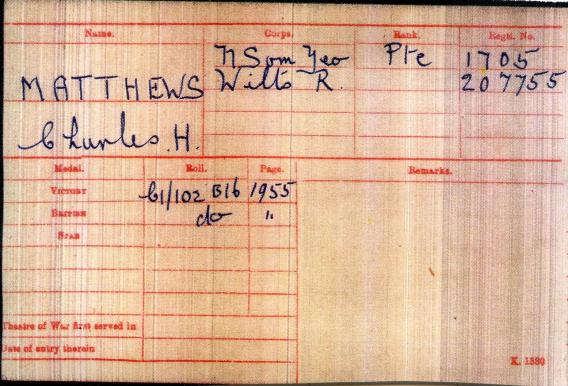 Name. Corps. Rank. Regtl. No.
N Som Yeo Pte 1705
MATTHEWS Wilts R. 207755
Charles H.
Medal. Roll. Page. Remarks.
VICTORY C1/102 B16 1955
BRITISH do "
STAR
Theatre of War first served in
Date of entry therein
K. 1380